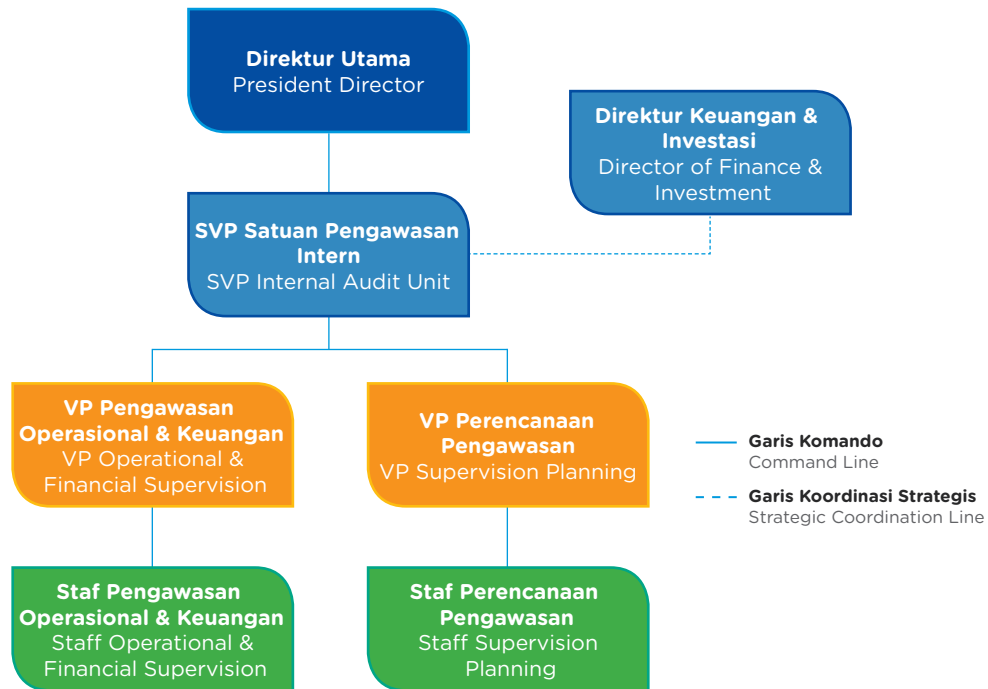 Direktur Utama
President Director
Direktur Keuangan &
Investasi
Director of Finance &
Investment
SVP Satuan Pengawasan
Intern
SVP Internal Audit Unit
VP Pengawasan
Operasional & Keuangan
VP Operational &
Financial Supervision
VP Perencanaan
Pengawasan
VP Supervision Planning
Garis Komando
Command Line
Garis Koordinasi Strategis
Strategic Coordination Line
Staf Pengawasan
Operasional & Keuangan
Staff Operational &
Financial Supervision
Staf Perencanaan
Pengawasan
Staff Supervision
Planning